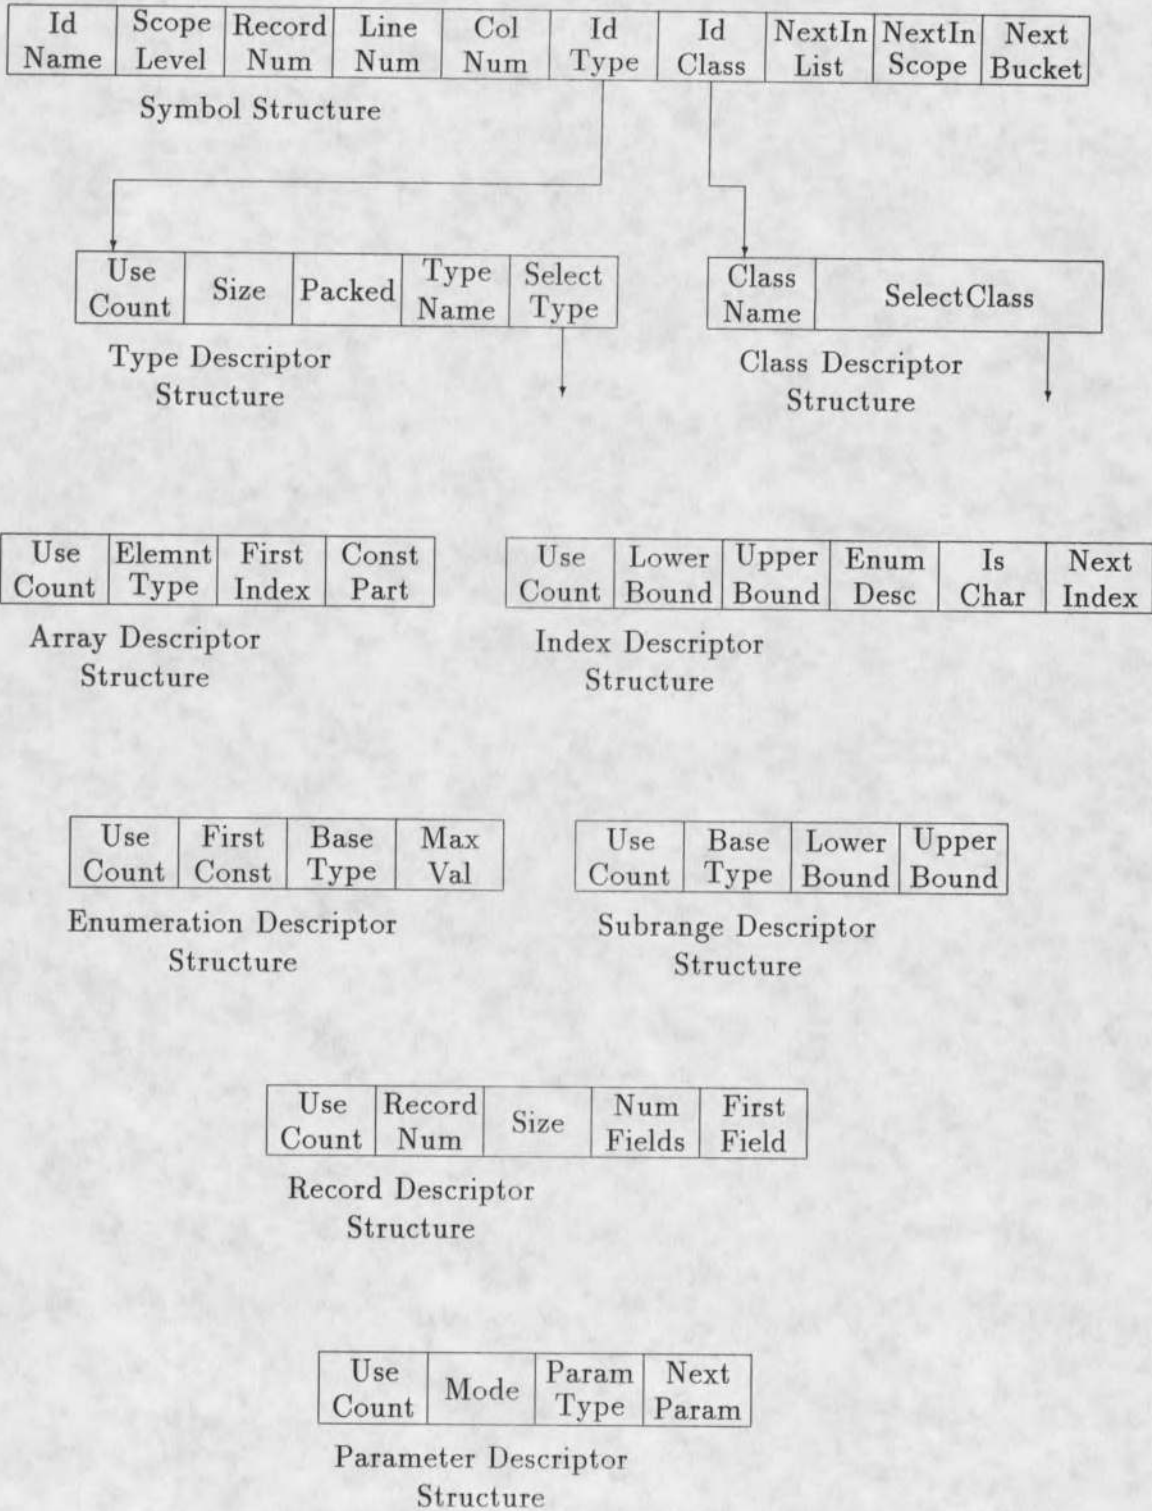 Id Scope Record Line Col Id Id NextIn NextIn Next
Name Level Num Num Num Type Class List Scope Bucket
Symbol Structure
Use Size Packed Type Select
Count Name Type
Class SelectClass
Name
Type Descriptor
Structure
Class Descriptor
Structure
Use Elemnt First Const
Count Type Index Part
Array Descriptor
Structure
Use Lower Upper Enum Is Next
Count Bound Bound Desc Char Index
Index Descriptor
Structure
Use First Base Max
Count Const Type Val
Enumeration Descriptor
Structure
Use Base Lower Upper
Count Type Bound Bound
Subrange Descriptor
Structure
Use Record Size Num First
Count Num Fields Field
Record Descriptor
Structure
Use Mode Param Next
Count Type Param
Parameter Descriptor
Structure